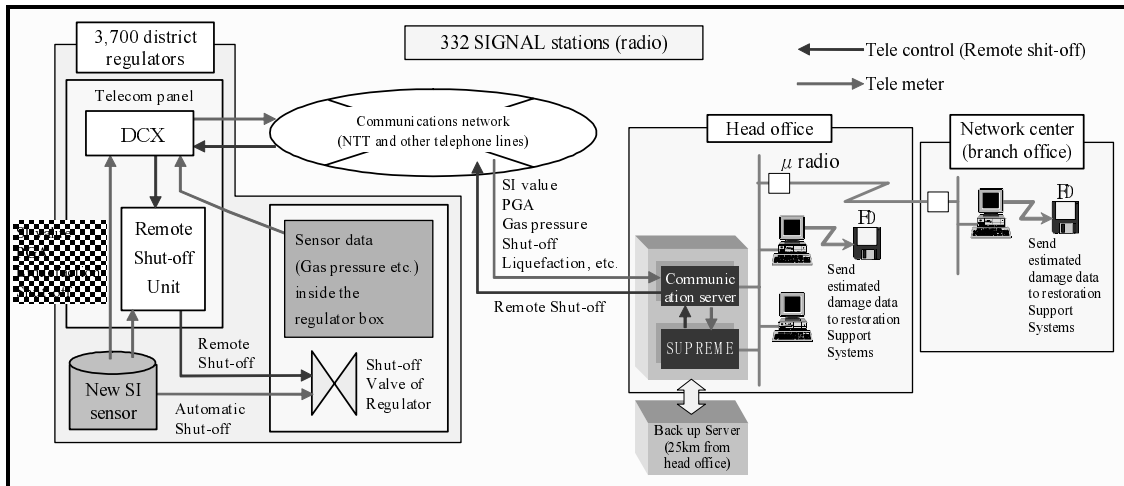 3,700 district
regulators
332 SIGNAL stations (radio)
Tele control (Remote shit-off)
Tele meter
Telecom panel
DCX
Communications network
(NTT and other telephone lines)
Head office
Network center
(branch office)
μ radio
SI value
PGA
Gas pressure
Shut-off
Liquefaction, etc.
Remote
Shut-off
Unit
Sensor data
(Gas pressure etc.)
inside the
regulator box
FD
Send
estimated
damage data
to restoration
Support
Systems
FD
Send
estimated
damage data
to restoration
Support
Systems
Communic
ation server
Remote Shut-off
SUPREME
Remote
Shut-off
Shut-off
Valve of
Regulator
New SI
sensor
Automatic
Shut-off
Back up Server
(25km from
head office)